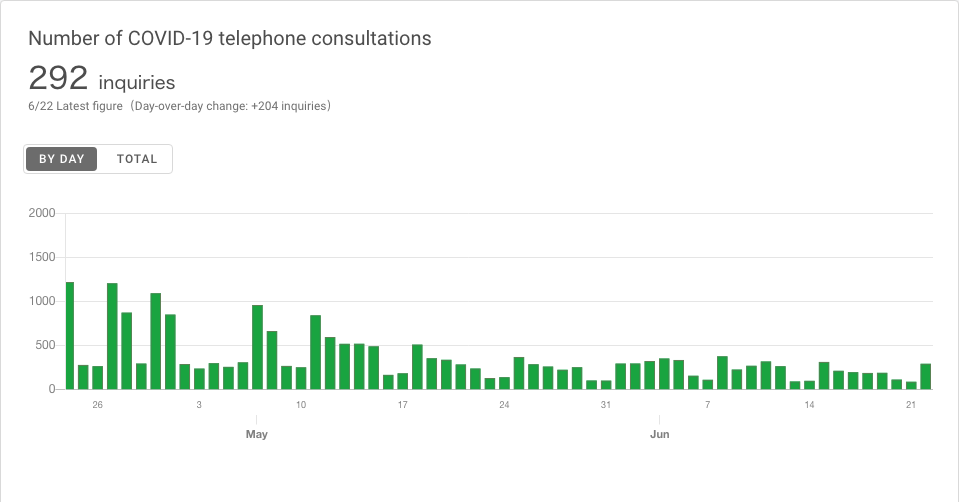 Number of COVID-19 telephone consultations
292 inquiries
6/22 Latest figure（Day-over-day change: +204 inquiries）
BY DAY TOTAL
2000
1500
1000
500
0
26 3 10 17 24 31 7 14 21
May Jun